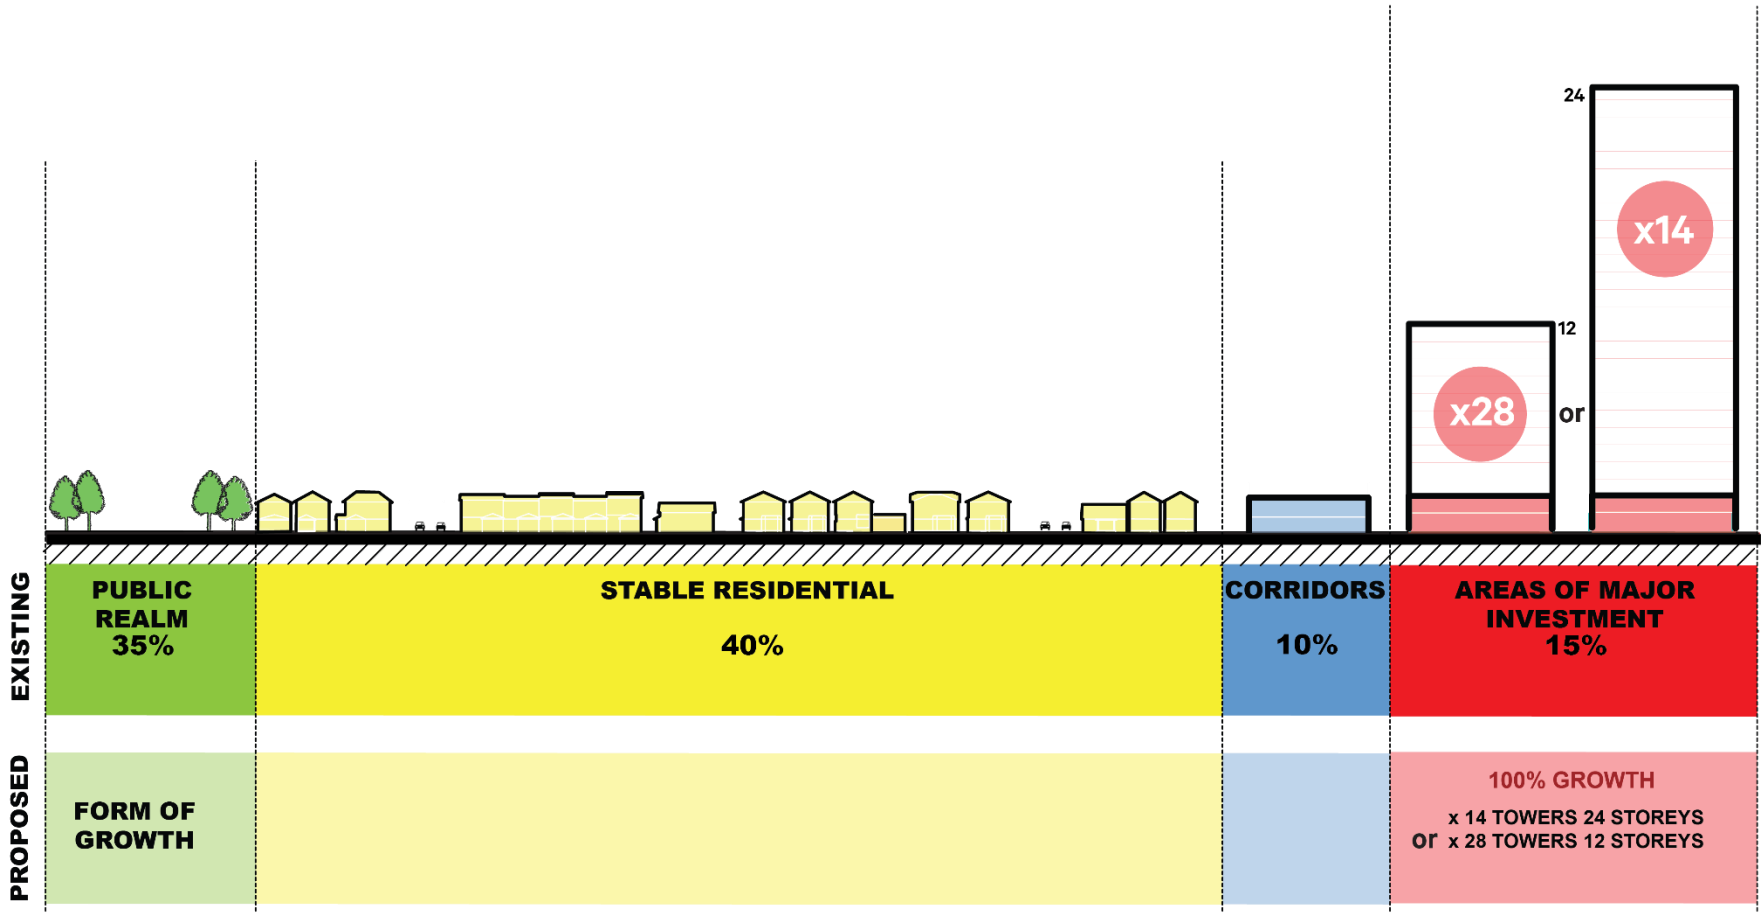 24
x14
12
x28
or
EXISTING
PUBLIC
REALM
35%
STABLE RESIDENTIAL
40%
CORRIDORS
10%
AREAS OF MAJOR
INVESTMENT
15%
PROPOSED
FORM OF
GROWTH
100% GROWTH
x 14 TOWERS 24 STOREYS
or x 28 TOWERS 12 STOREYS